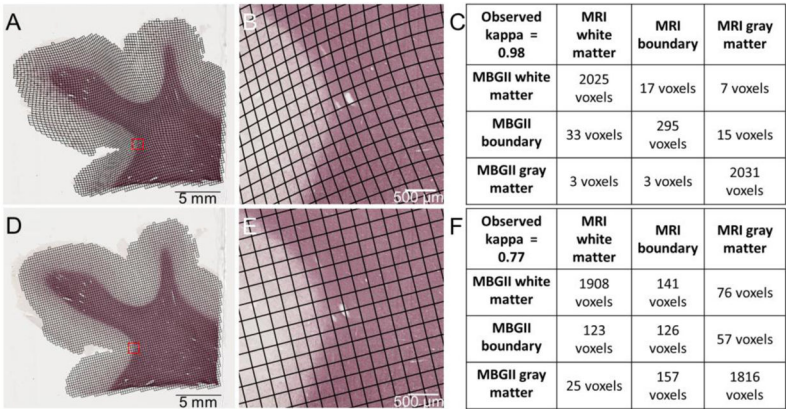 A
5 mm
B
500 µm
C
Observed kappa = 0.98
MRI white matter
MRI boundary
MRI gray matter
MBGII white matter
2025 voxels
17 voxels
7 voxels
MBGII boundary
33 voxels
295 voxels
15 voxels
MBGII gray matter
3 voxels
3 voxels
2031 voxels
D
5 mm
E
500 µm
F
Observed kappa = 0.77
MRI white matter
MRI boundary
MRI gray matter
MBGII white matter
1908 voxels
141 voxels
76 voxels
MBGII boundary
123 voxels
126 voxels
57 voxels
MBGII gray matter
25 voxels
157 voxels
1816 voxels